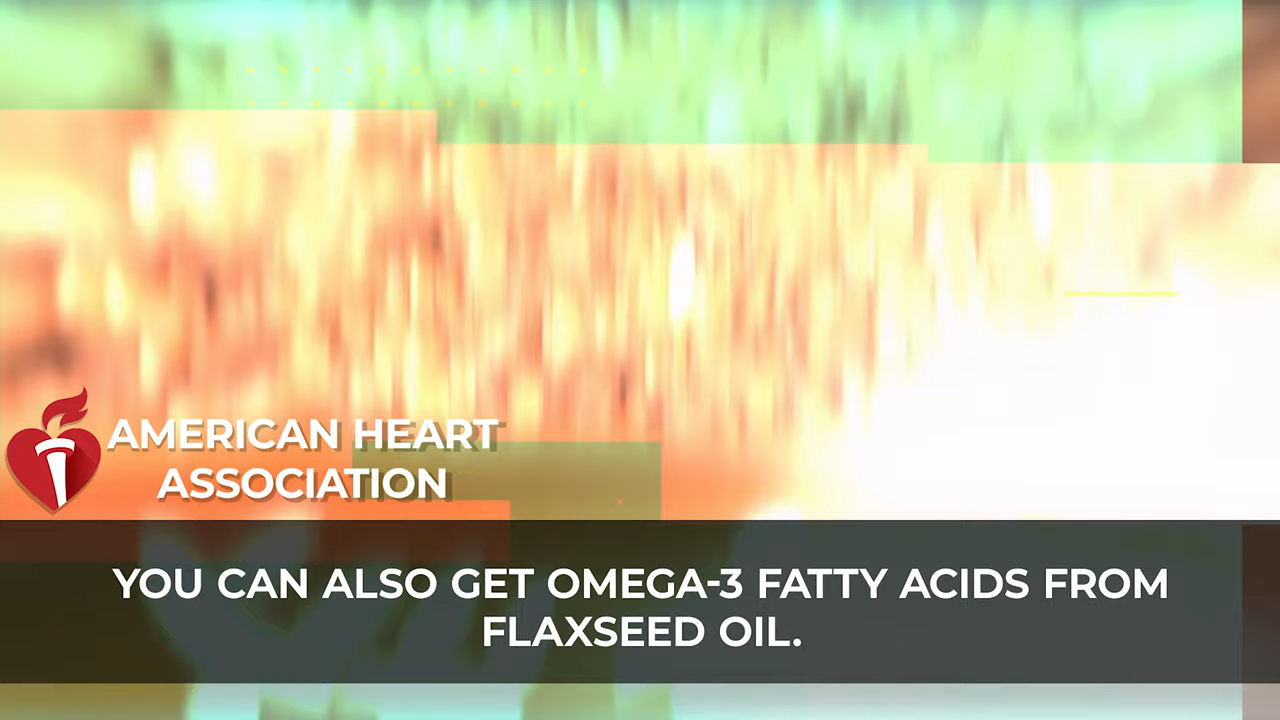 AMERICAN HEART
ASSOCIATION
YOU CAN ALSO GET OMEGA-3 FATTY ACIDS FROM
FLAXSEED OIL.